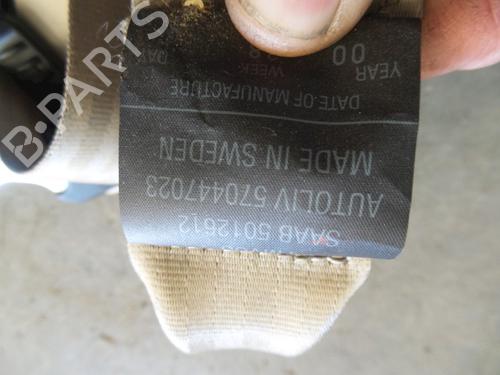 SAAB 5012612
AUTOLIV 570447023
MADE IN SWEDEN
DATE-OF MANUFACTURE
YEAR WEEK
00
B-PARTS